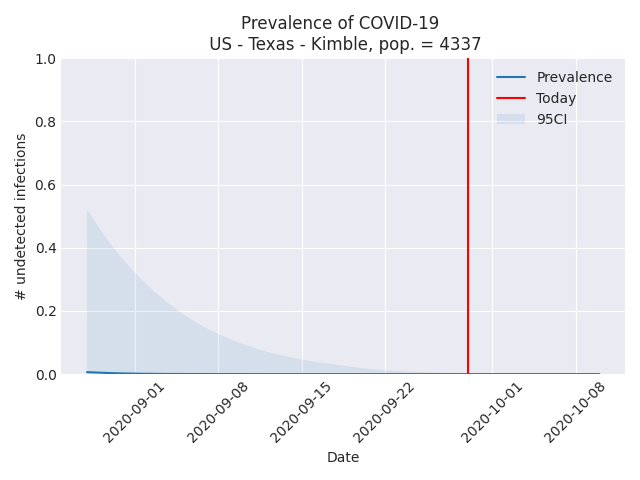 Prevalence of COVID-19
US - Texas - Kimble, pop. = 4337
Prevalence
Today
95CI
# undetected infections
1.0
0.8
0.6
0.4
0.2
0.0
2020-09-01
2020-09-08
2020-09-15
2020-09-22
2020-10-01
2020-10-08
Date